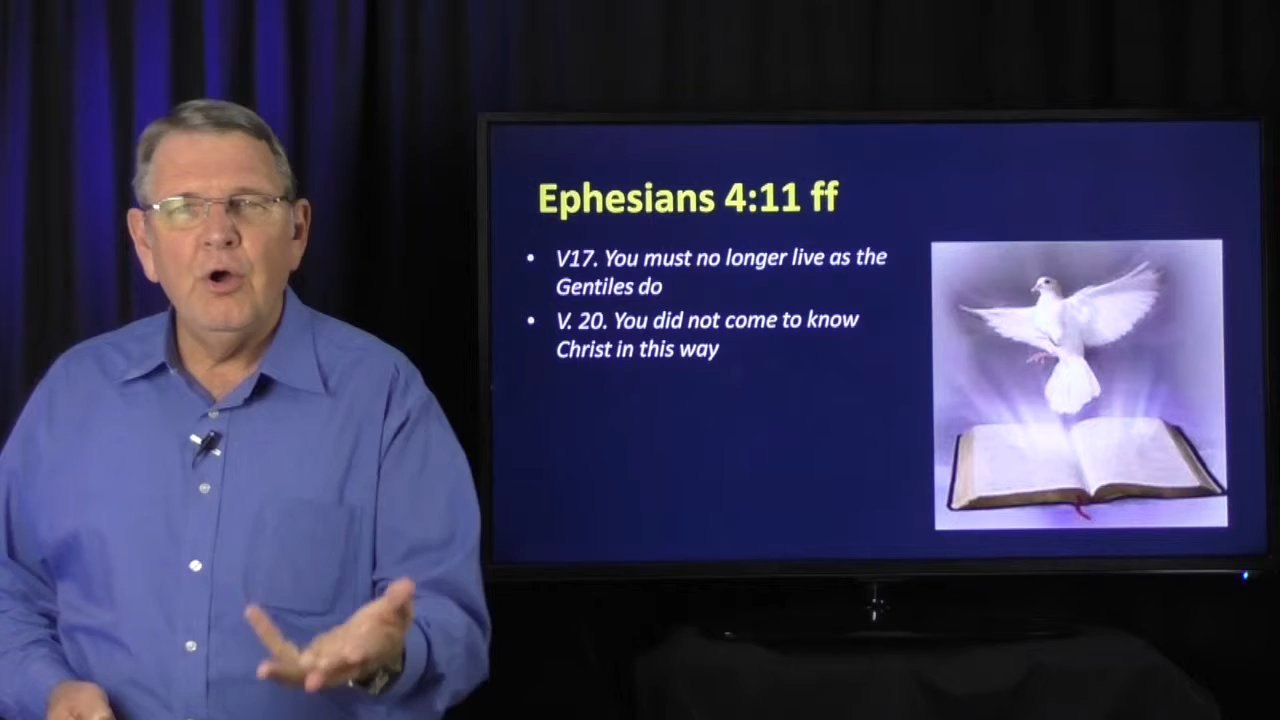 Ephesians 4:11 ff
• V17. You must no longer live as the
Gentiles do
• V. 20. You did not come to know
Christ in this way